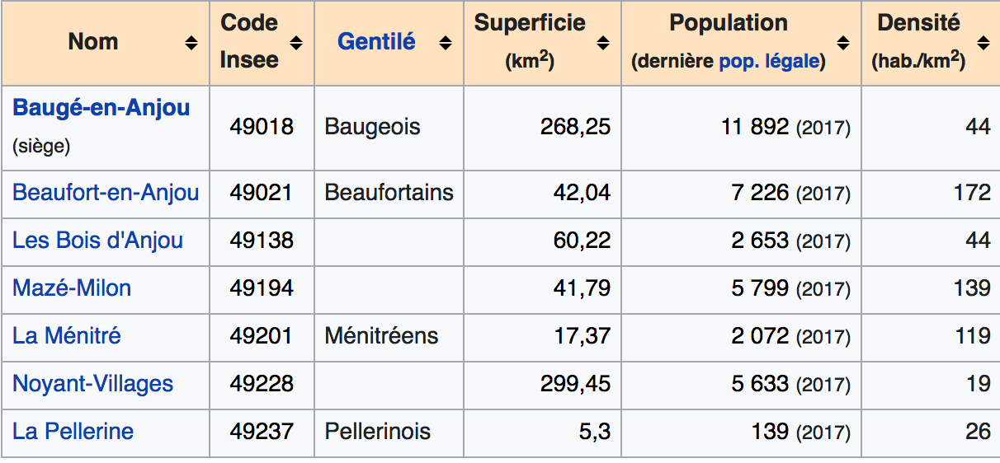 Nom Code Insee Gentilé Superficie (km²) Population (dernière pop. légale) Densité (hab./km²)
Baugé-en-Anjou (siège) 49018 Baugeois 268,25 11 892 (2017) 44
Beaufort-en-Anjou 49021 Beaufortains 42,04 7 226 (2017) 172
Les Bois d'Anjou 49138 60,22 2 653 (2017) 44
Mazé-Milon 49194 41,79 5 799 (2017) 139
La Ménitré 49201 Ménitréens 17,37 2 072 (2017) 119
Noyant-Villages 49228 299,45 5 633 (2017) 19
La Pellerine 49237 Pellerinois 5,3 139 (2017) 26